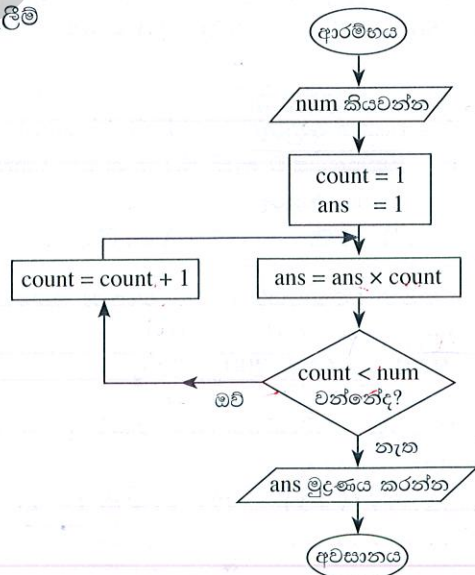 ආරම්භය
num කියවන්න
count = 1
ans = 1
count = count + 1
ans = ans × count
count < num
වන්නේද?
ඔව්
නැත
ans මුද්‍රණය කරන්න
අවසානය